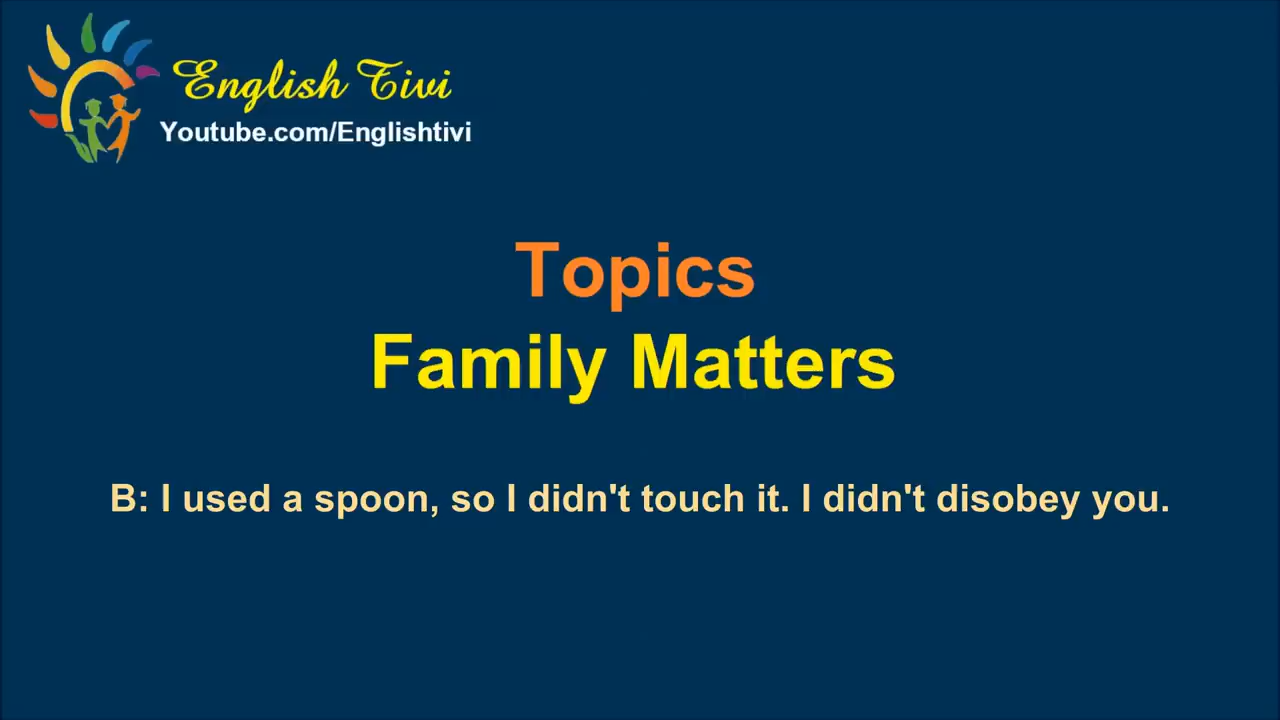 English Tivi
Youtube.com/Englishtivi
Topics
Family Matters
B: I used a spoon, so I didn't touch it. I didn't disobey you.